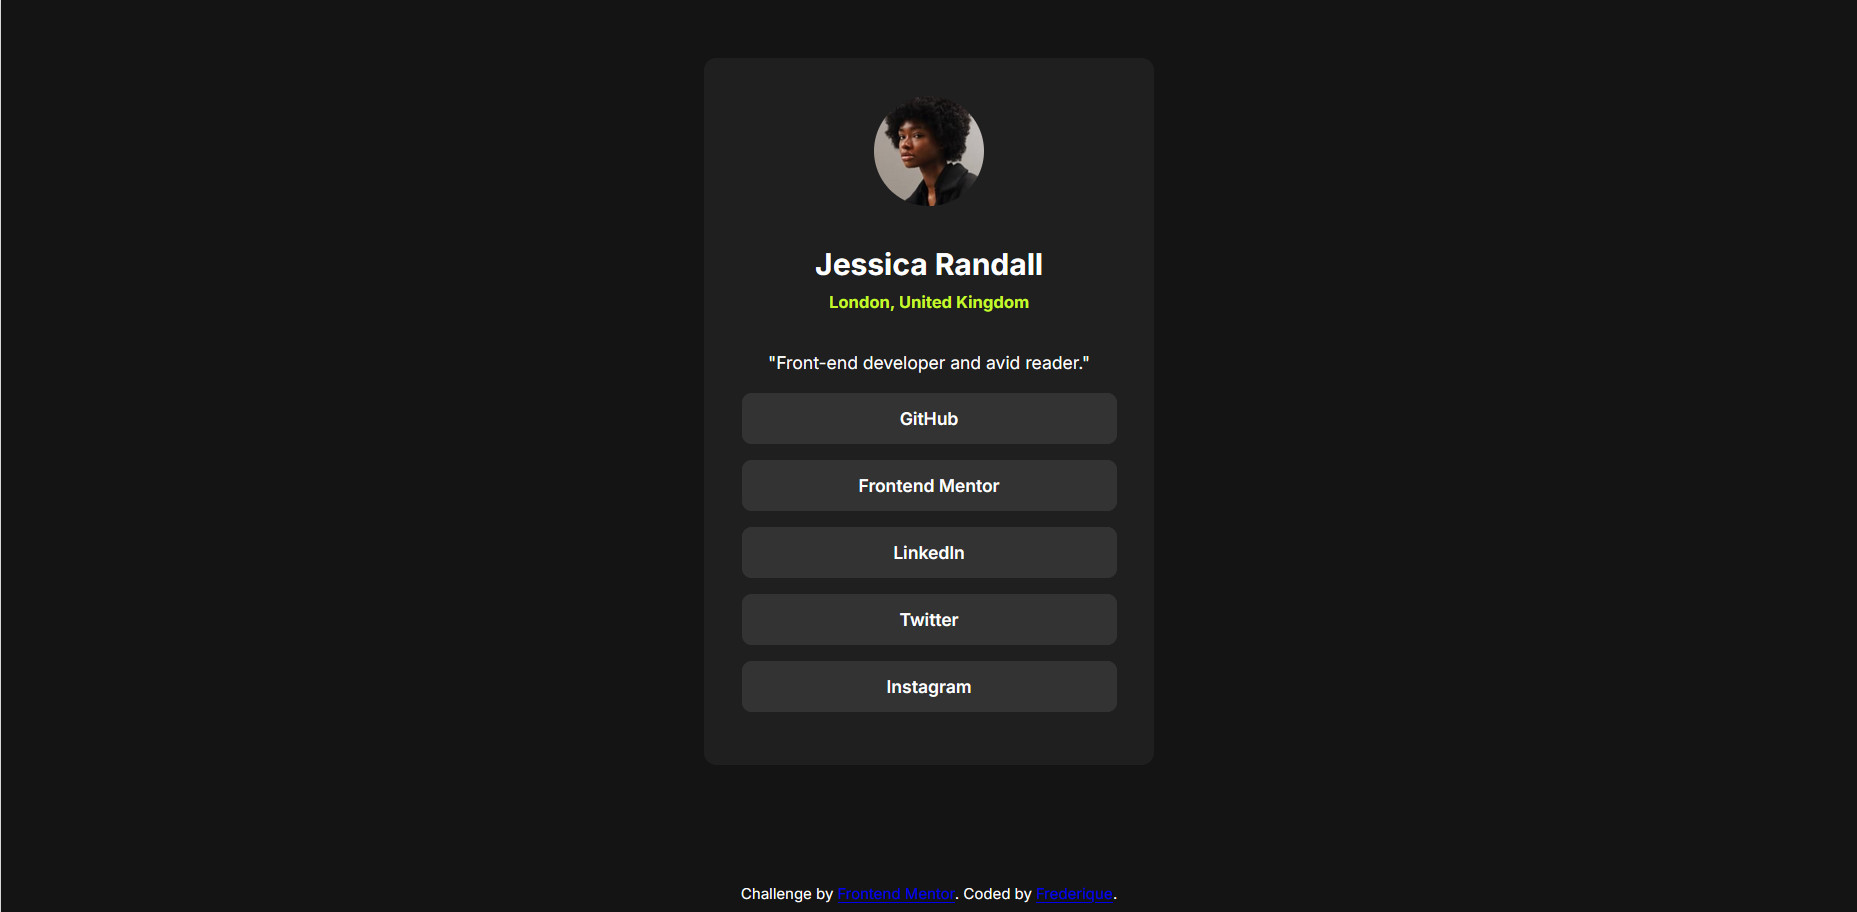 Jessica Randall
London, United Kingdom
"Front-end developer and avid reader."
GitHub
Frontend Mentor
LinkedIn
Twitter
Instagram
Challenge by Frontend Mentor. Coded by Frederique.